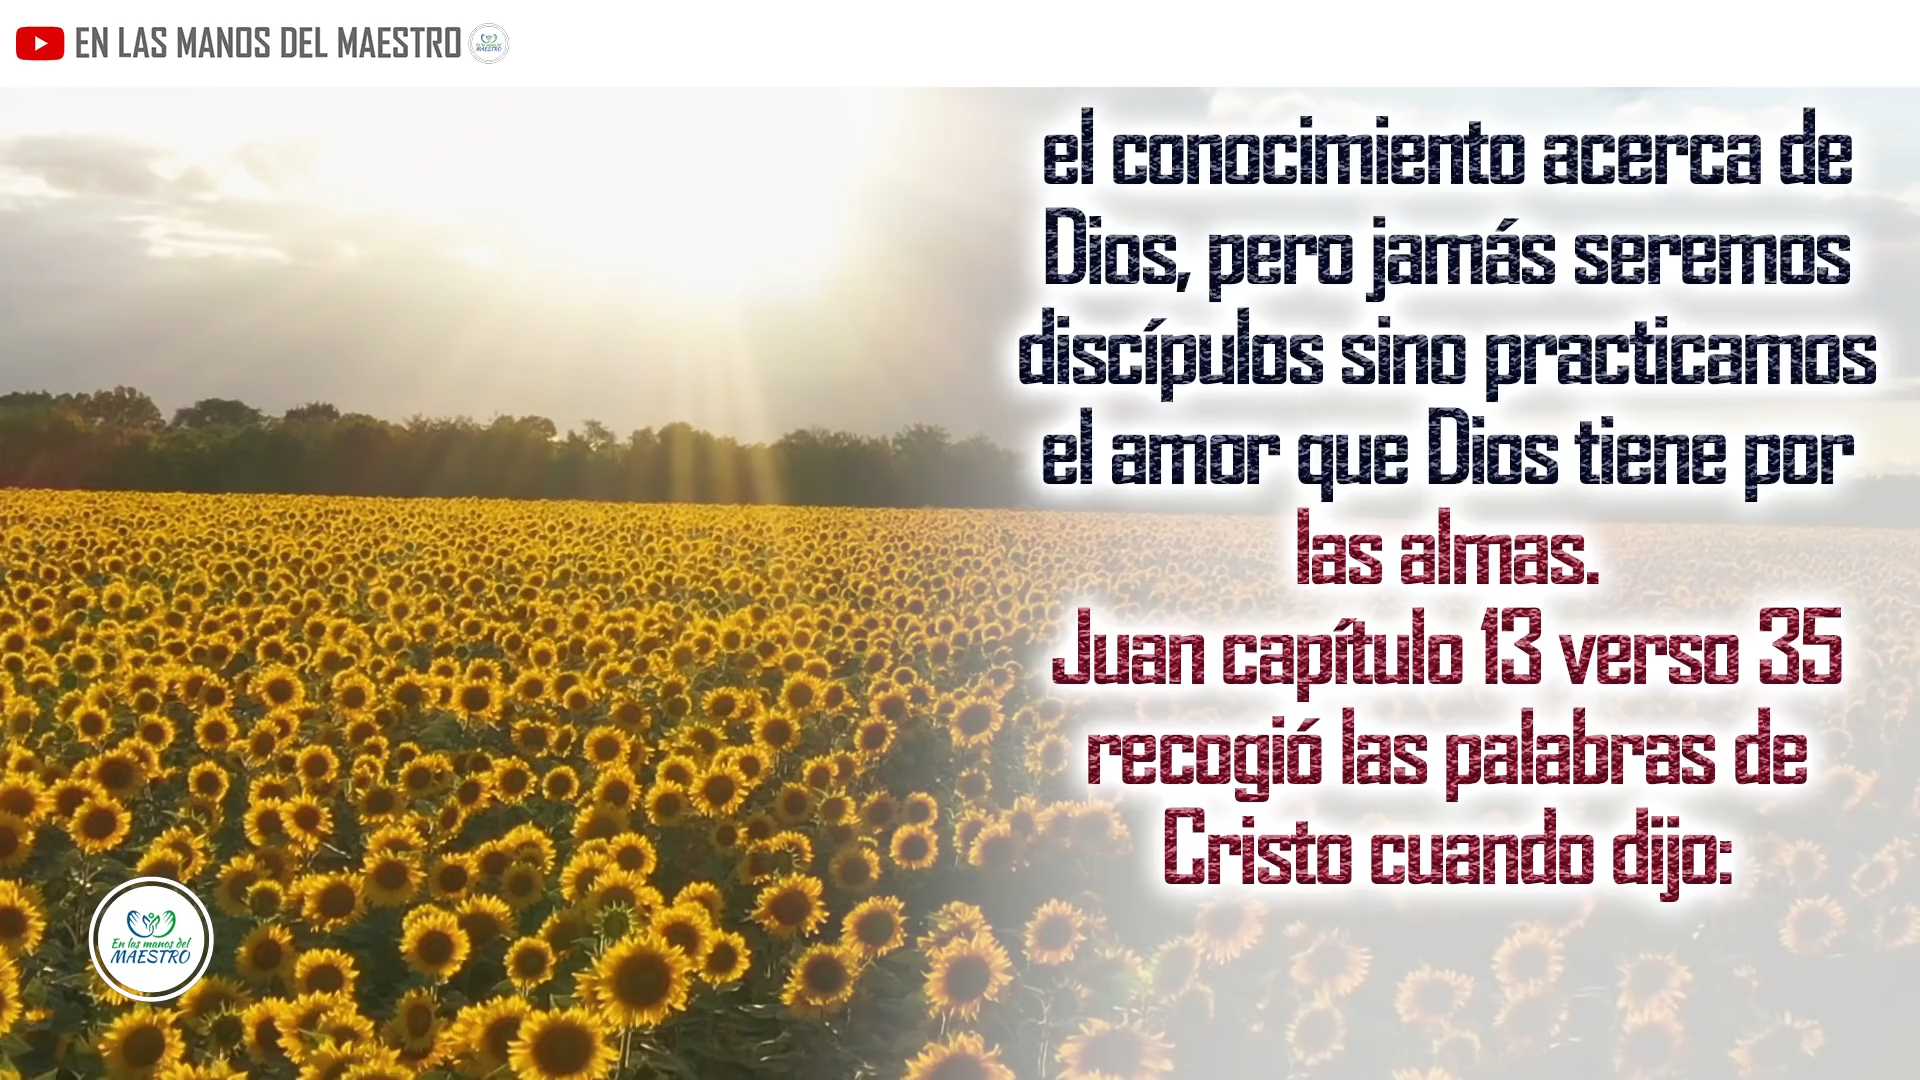 EN LAS MANOS DEL MAESTRO
el conocimiento acerca de
Dios, pero jamás seremos
discípulos sino practicamos
el amor que Dios tiene por
las almas.
Juan capítulo 13 verso 35
recogió las palabras de
Cristo cuando dijo:
En las manos del
MAESTRO